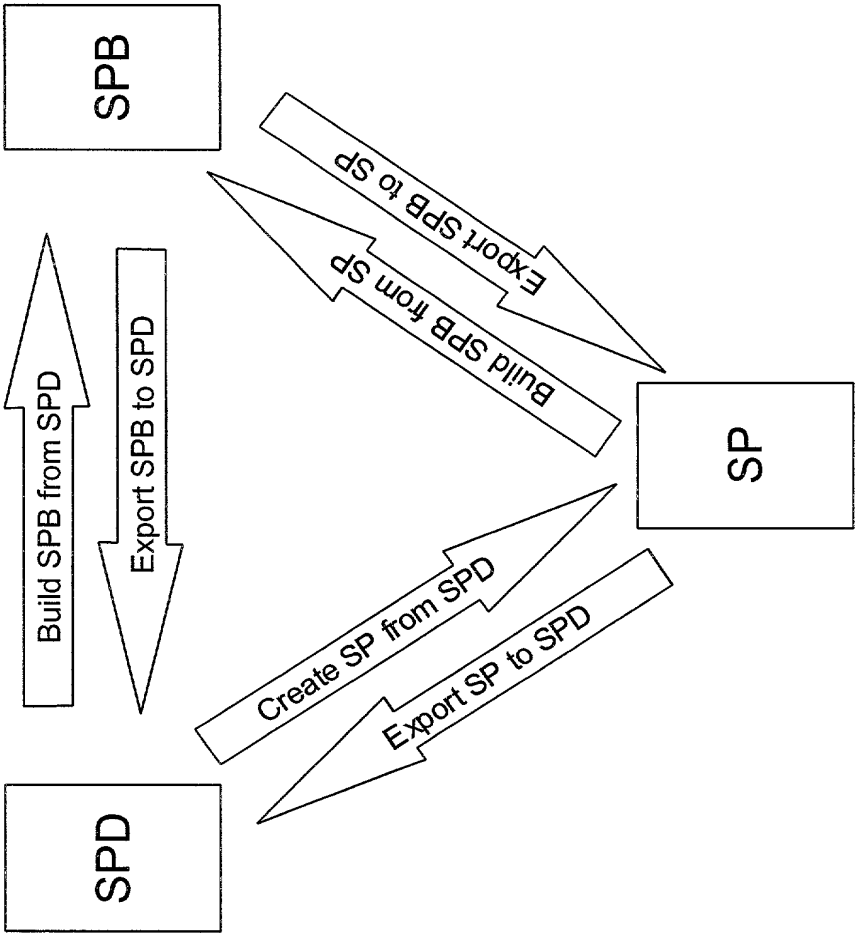 SPD
Build SPB from SPD
Export SPB to SPD
SPB
Create SP from SPD
Export SP to SPD
Build SPB from SP
Export SPB to SP
SP